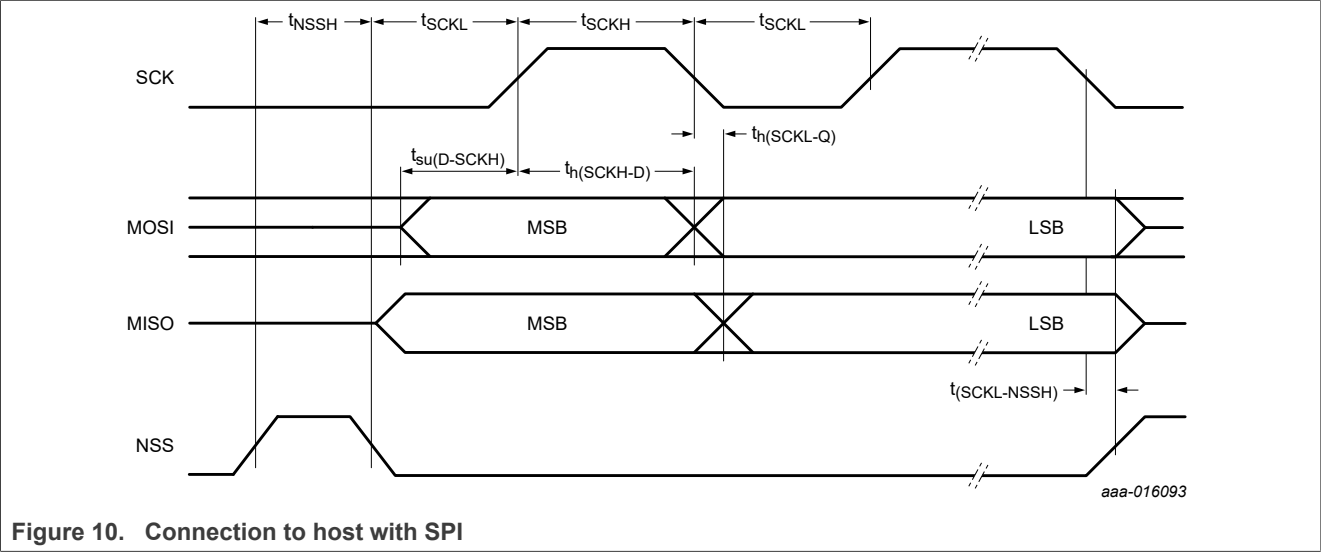 tNSSH tSCKL tSCKH tSCKL
SCK
th(SCKL-Q)
tsu(D-SCKH) th(SCKH-D)
MOSI MSB LSB
MISO MSB LSB
t(SCKL-NSSH)
NSS
aaa-016093
Figure 10. Connection to host with SPI